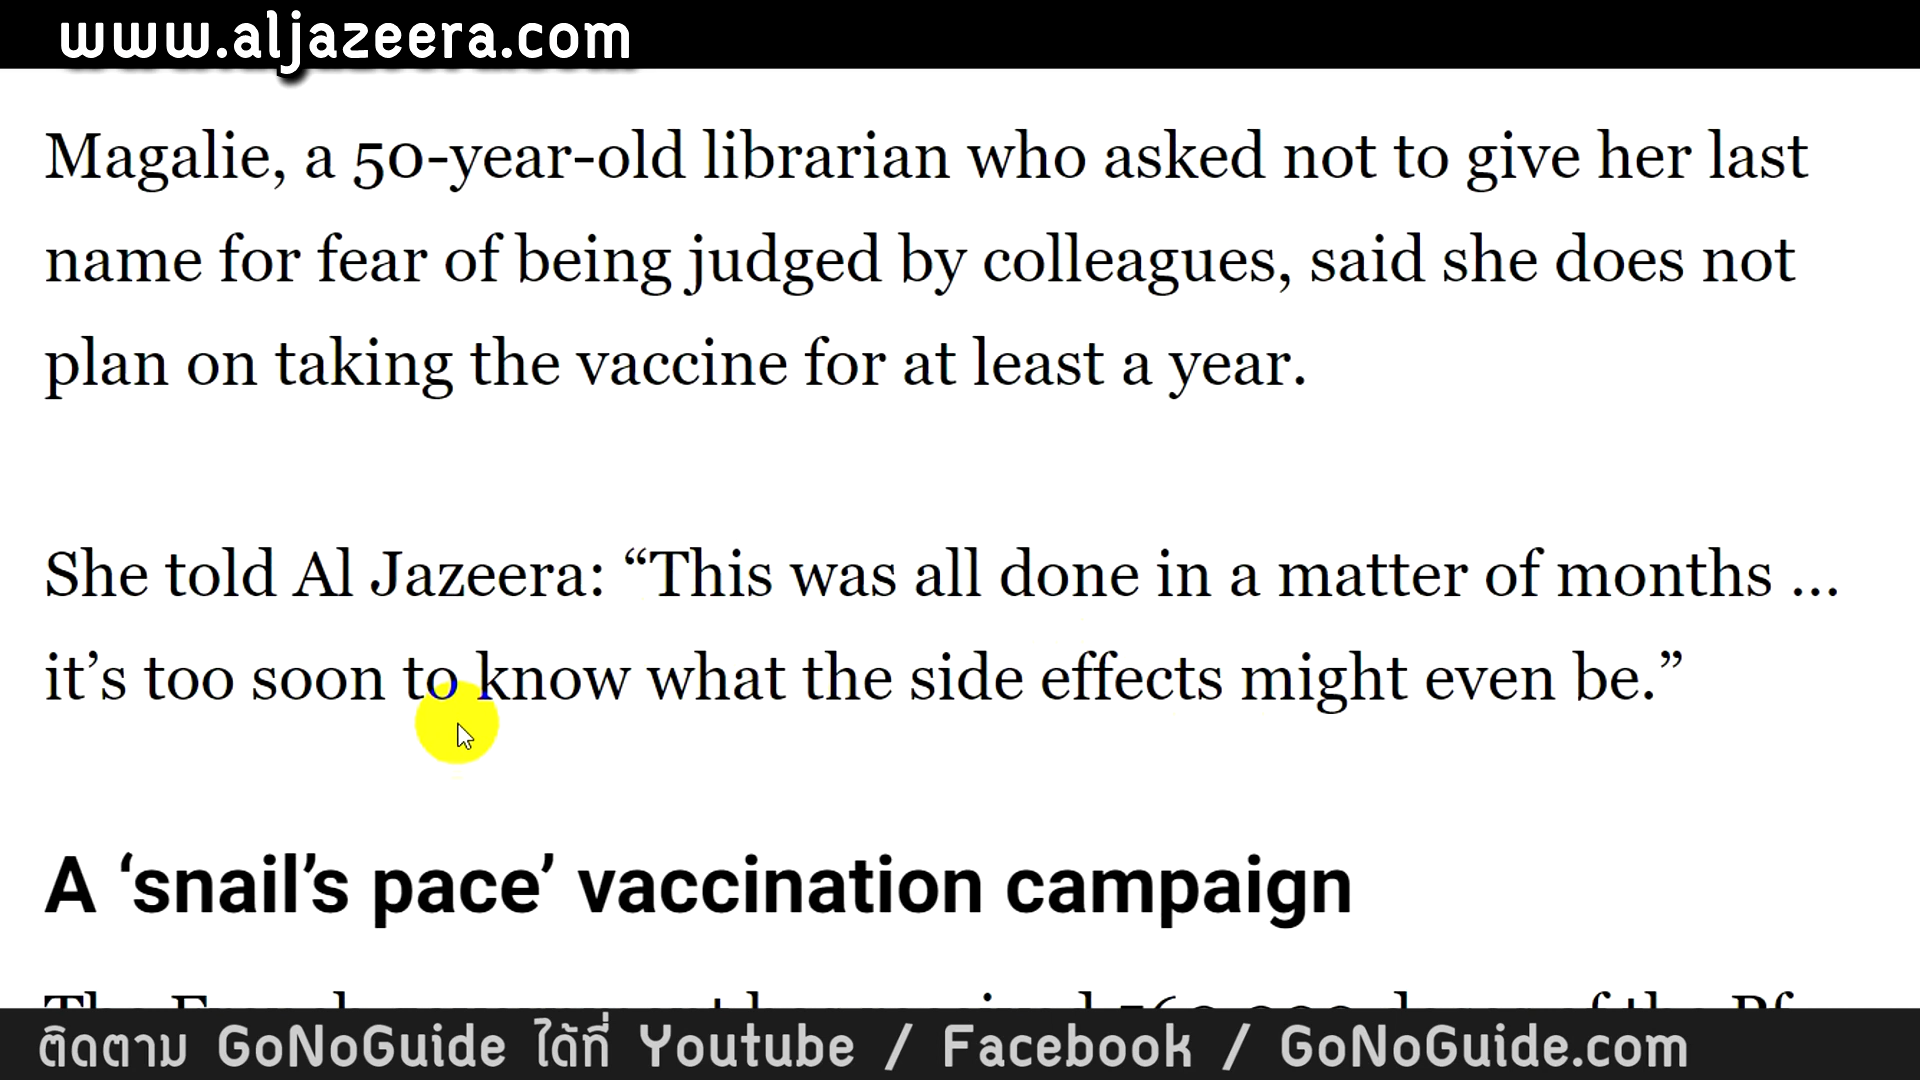 www.aljazeera.com
Magalie, a 50-year-old librarian who asked not to give her last
name for fear of being judged by colleagues, said she does not
plan on taking the vaccine for at least a year.
She told Al Jazeera: “This was all done in a matter of months ...
it’s too soon to know what the side effects might even be.”
A ‘snail’s pace’ vaccination campaign
ติดตาม GoNoGuide ได้ที่ Youtube / Facebook / GoNoGuide.com